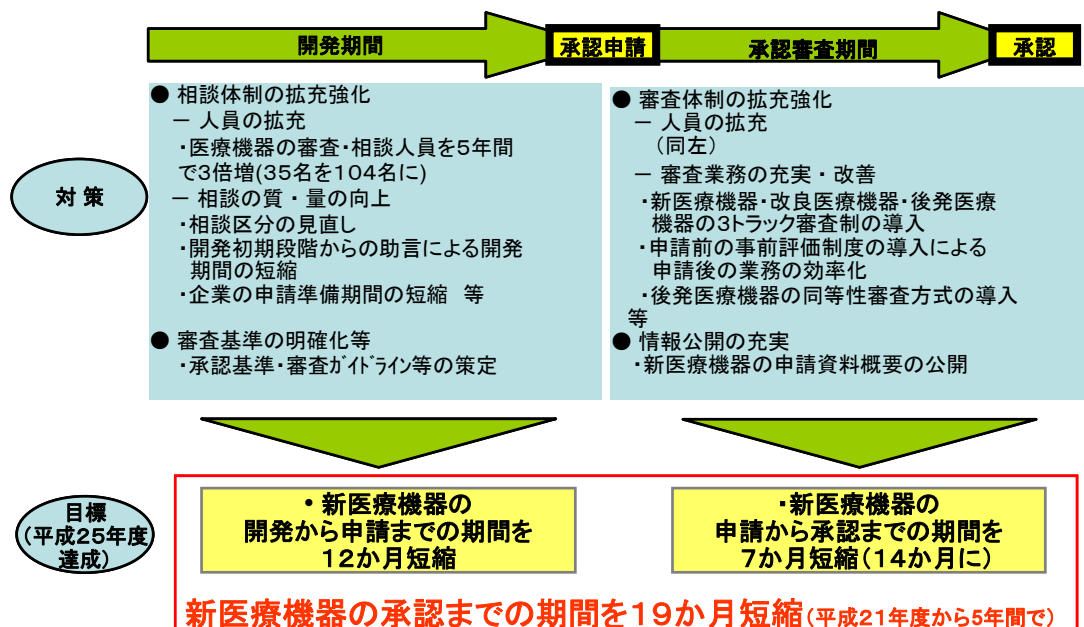 開発期間
承認申請
承認審査期間
承認
対策
● 相談体制の拡充強化
－ 人員の拡充
・医療機器の審査・相談人員を5年間
で3倍増(35名を104名に)
－ 相談の質・量の向上
・相談区分の見直し
・開発初期段階からの助言による開発
期間の短縮
・企業の申請準備期間の短縮　等
● 審査基準の明確化等
・承認基準・審査ｶﾞｲﾄﾞﾗｲﾝ等の策定
● 審査体制の拡充強化
－ 人員の拡充
（同左）
－ 審査業務の充実・改善
・新医療機器・改良医療機器・後発医療
機器の3トラック審査制の導入
・申請前の事前評価制度の導入による
申請後の業務の効率化
・後発医療機器の同等性審査方式の導入
等
● 情報公開の充実
・新医療機器の申請資料概要の公開
目標
（平成25年度
達成）
・新医療機器の
開発から申請までの期間を
12か月短縮
・新医療機器の
申請から承認までの期間を
7か月短縮（14か月に）
新医療機器の承認までの期間を19か月短縮（平成21年度から5年間で）